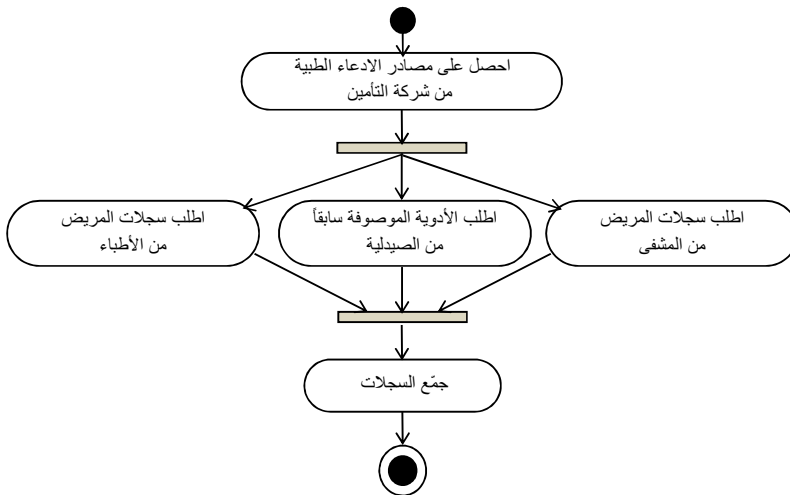 احصل على مصادر الادعاء الطبية
من شركة التأمين
اطلب سجلات المريض
من المشفى
اطلب الأدوية الموصوفة سابقاً
من الصيدلية
اطلب سجلات المريض
من الأطباء
جمّع السجلات